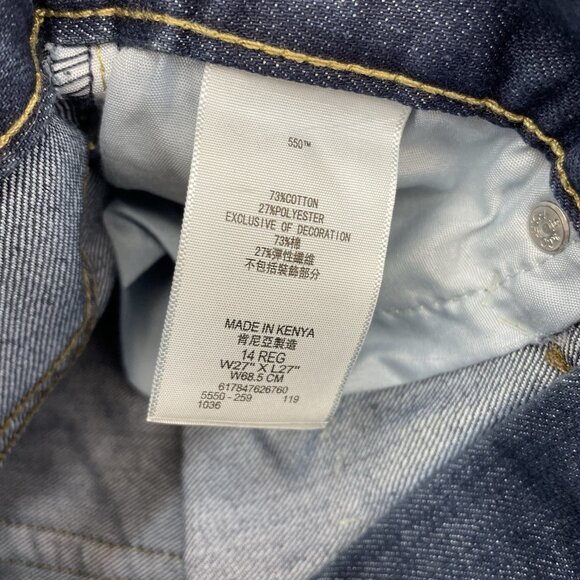 550™
73%COTTON
27%POLYESTER
EXCLUSIVE OF DECORATION
73%棉
27%彈性纖維
不包括裝飾部分
MADE IN KENYA
肯尼亞製造
14 REG
W27" X L27"
W68.5 CM
617847626760
5550 - 259 119
1036